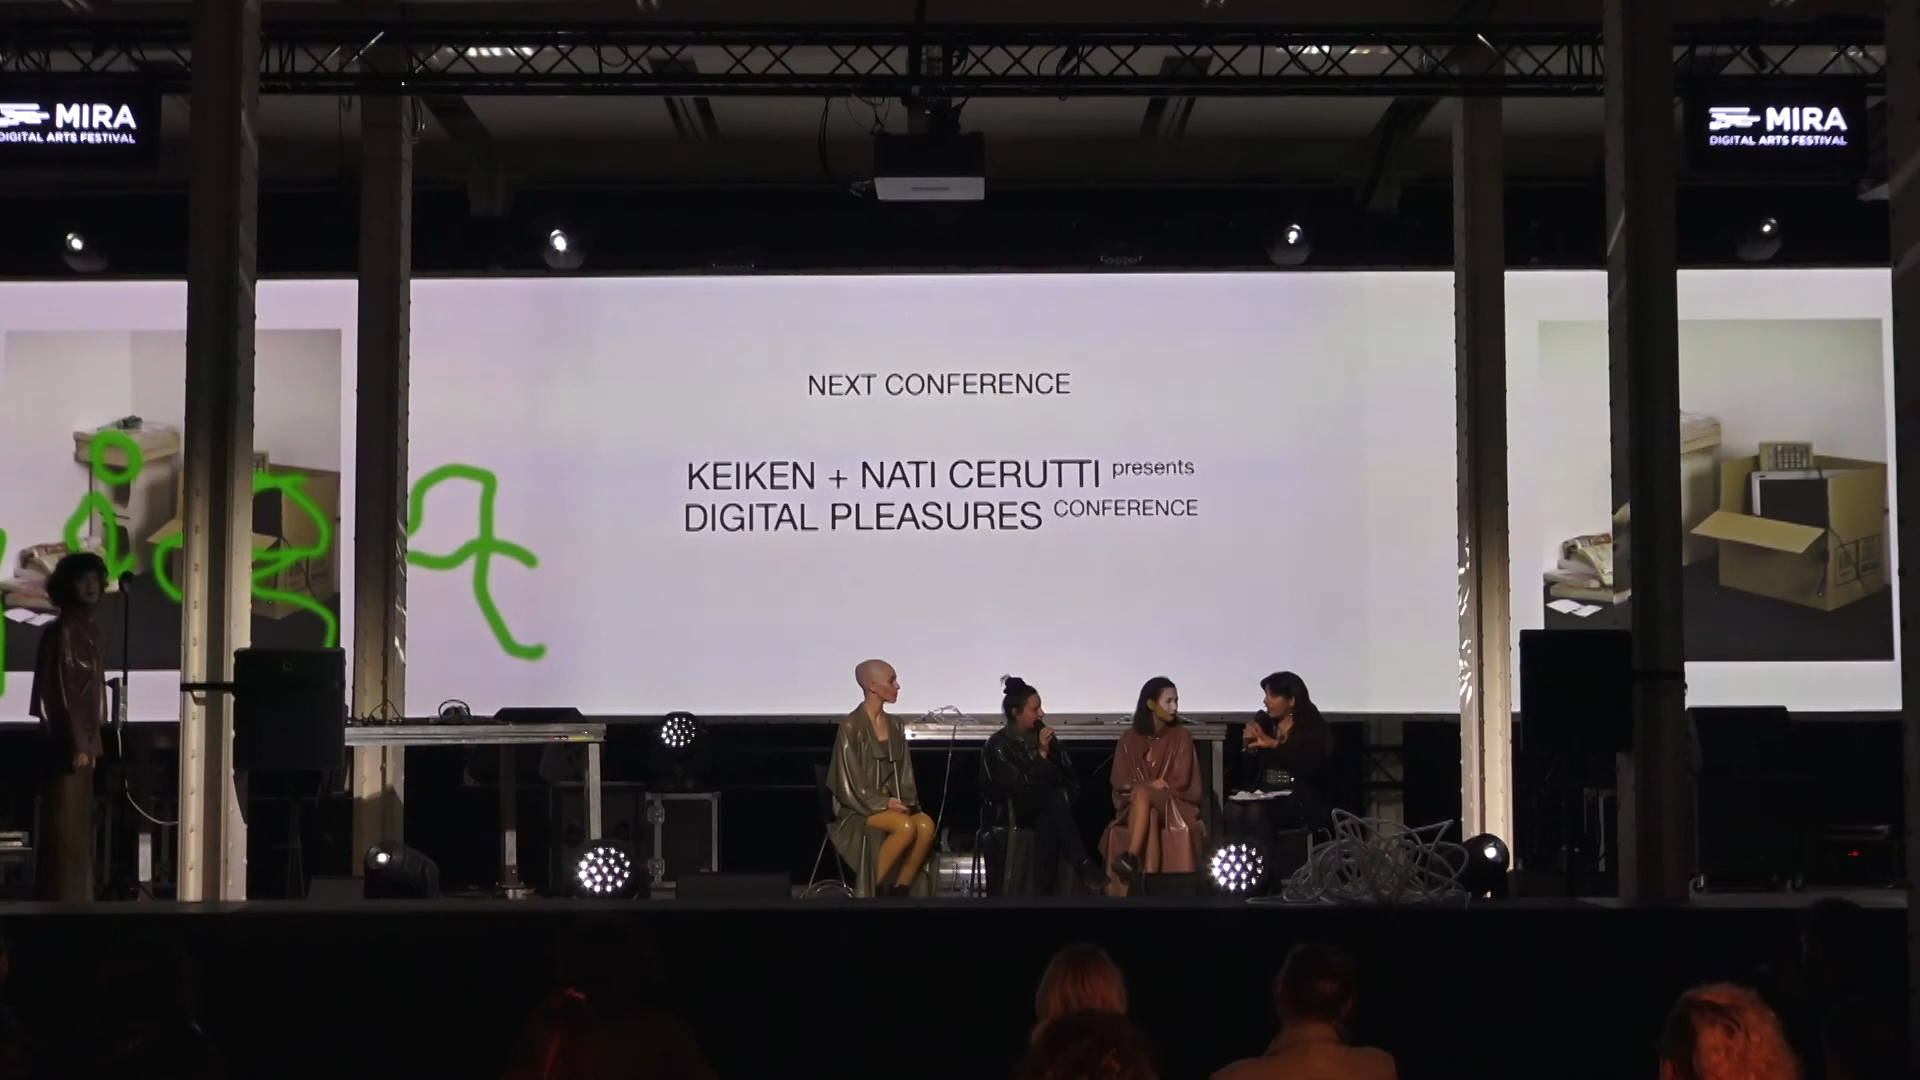 MIRA
DIGITAL ARTS FESTIVAL
MIRA
DIGITAL ARTS FESTIVAL
NEXT CONFERENCE
KEIKEN + NATI CERUTTI presents
DIGITAL PLEASURES CONFERENCE